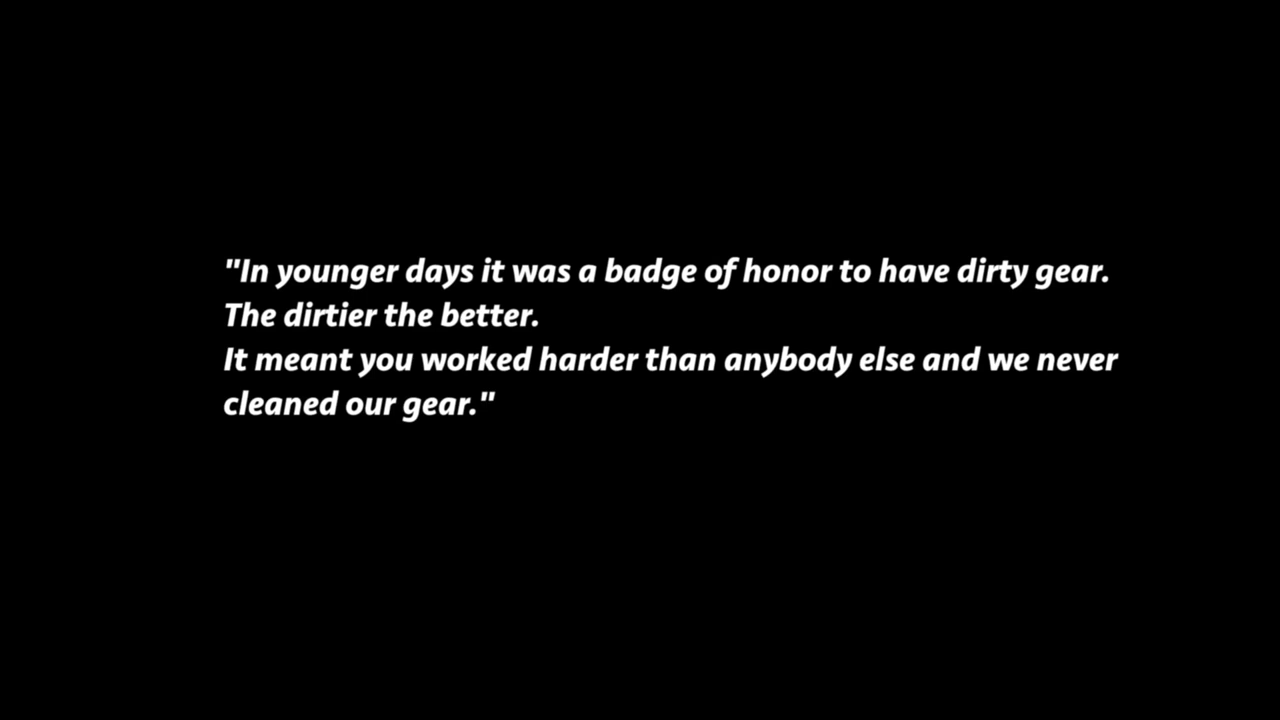 "In younger days it was a badge of honor to have dirty gear.
The dirtier the better.
It meant you worked harder than anybody else and we never
cleaned our gear."